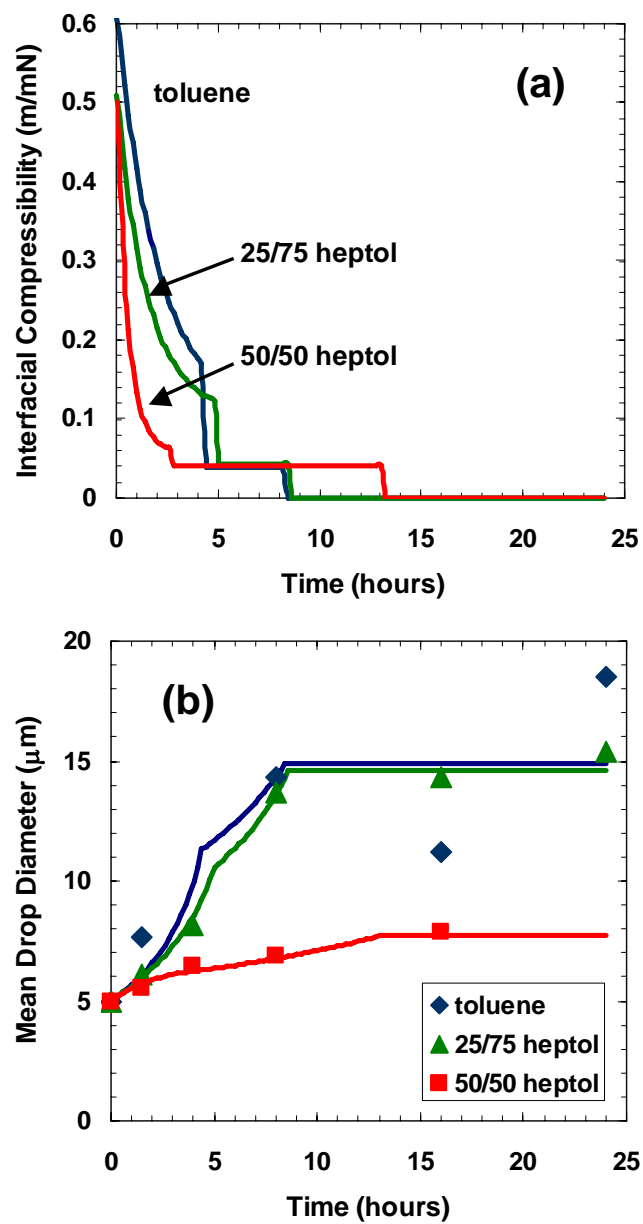 0.6
(a)
toluene
0.5
0.4
0.3
25/75 heptol
0.2
50/50 heptol
0.1
0
0 5 10 15 20 25
Interfacial Compressibility (m/mN)
Time (hours)
20
(b)
15
10
5
0
toluene
25/75 heptol
50/50 heptol
0 5 10 15 20 25
Mean Drop Diameter (μm)
Time (hours)